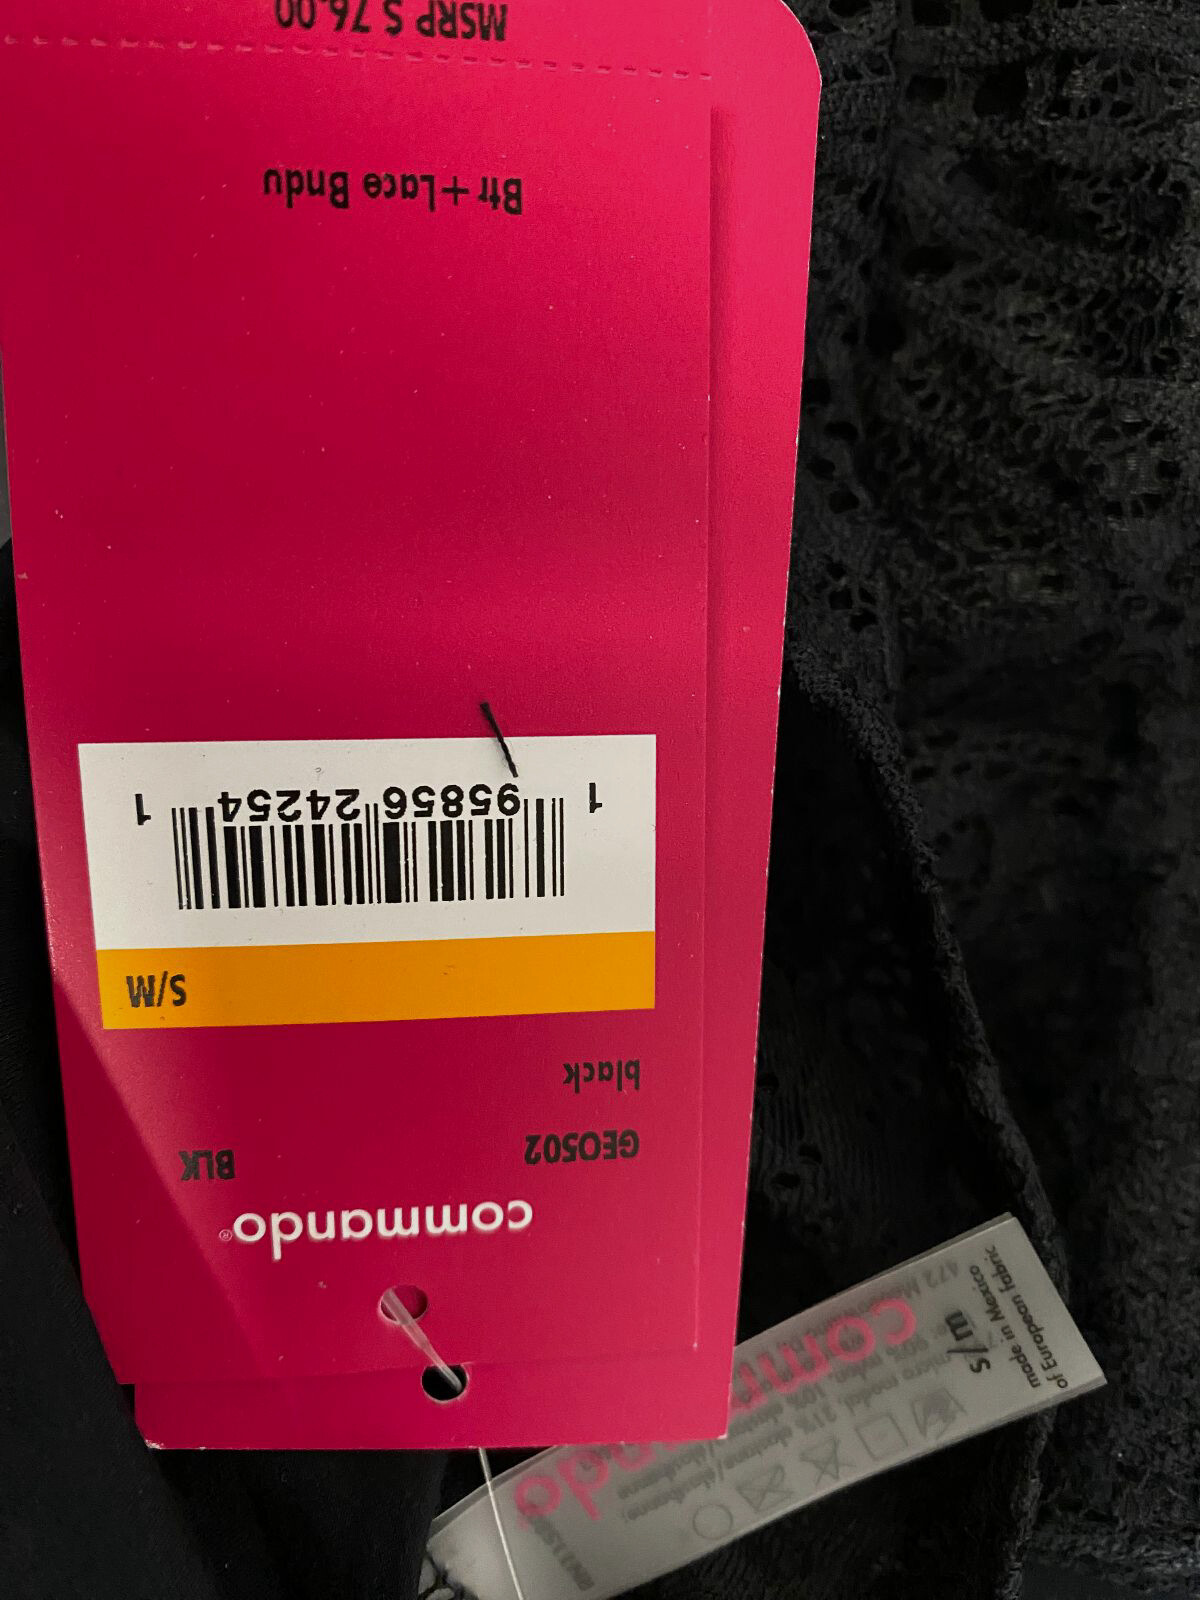 commando®
GEO502 BLK
black
S/M
1 95856 24254 1
Btr + Lace Bndu
MSRP $ 76.00
s/m
made in Mexico
of European fabric